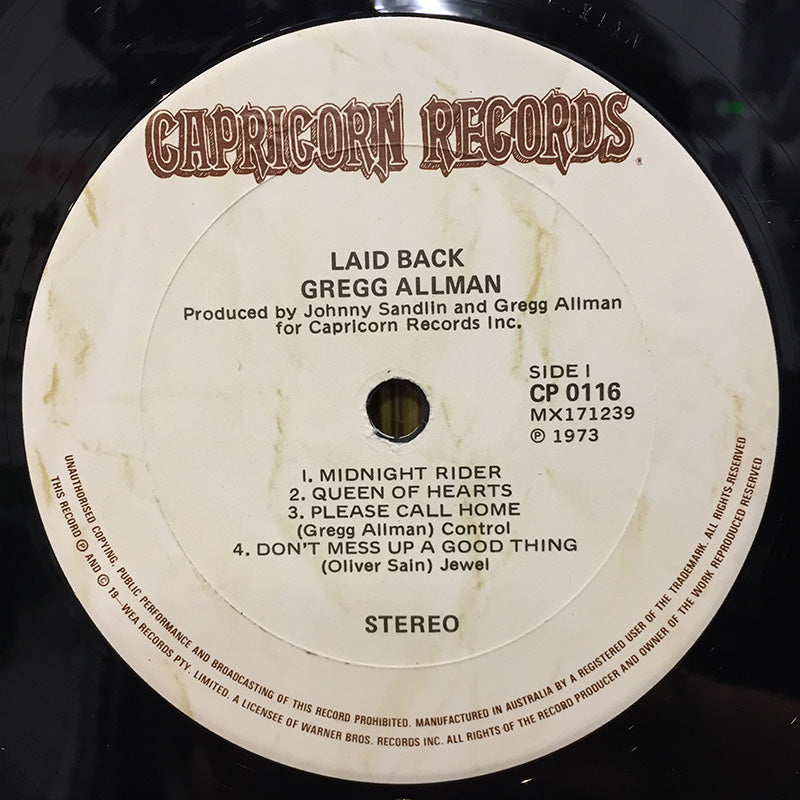 CAPRICORN RECORDS
LAID BACK
GREGG ALLMAN
Produced by Johnny Sandlin and Gregg Allman
for Capricorn Records Inc.
SIDE I
CP 0116
MX171239
℗ 1973
1. MIDNIGHT RIDER
2. QUEEN OF HEARTS
3. PLEASE CALL HOME
(Gregg Allman) Control
4. DON'T MESS UP A GOOD THING
(Oliver Sain) Jewel
STEREO
UNAUTHORISED COPYING, PUBLIC PERFORMANCE AND BROADCASTING OF THIS RECORD PROHIBITED. MANUFACTURED IN AUSTRALIA BY A REGISTERED USER OF THE TRADEMARK. ALL RIGHTS RESERVED
THIS RECORD ℗ AND © 19—WEA RECORDS PTY. LIMITED. A LICENSEE OF WARNER BROS. RECORDS INC. ALL RIGHTS OF THE RECORD PRODUCER AND OWNER OF THE WORK REPRODUCED RESERVED